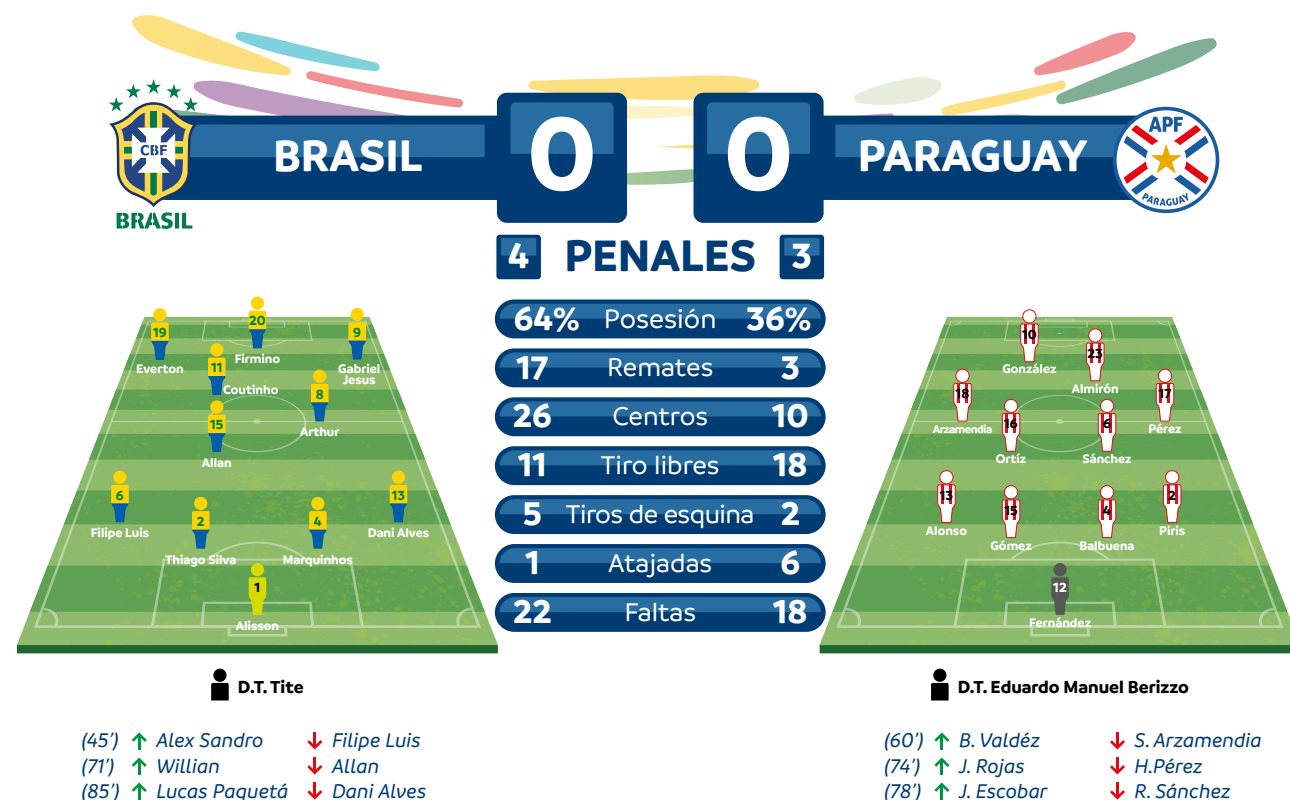 BRASIL 0 0 PARAGUAY
CBF
BRASIL
APF
PARAGUAY
4 PENALES 3
64% Posesión 36%
17 Remates 3
26 Centros 10
11 Tiro libres 18
5 Tiros de esquina 2
1 Atajadas 6
22 Faltas 18
19
Everton
20
Firmino
9
Gabriel
Jesus
11
Coutinho
8
Arthur
15
Allan
6
Filipe Luis
13
Dani Alves
2
Thiago Silva
4
Marquinhos
1
Alisson
D.T. Tite
(45') Alex Sandro Filipe Luis
(71') Willian Allan
(85') Lucas Paquetá Dani Alves
10
González
23
Almirón
18
Arzamendia
17
Pérez
16
Ortíz
6
Sánchez
13
Alonso
2
Piris
15
Gómez
4
Balbuena
12
Fernández
D.T. Eduardo Manuel Berizzo
(60') B. Valdéz S. Arzamendia
(74') J. Rojas H.Pérez
(78') J. Escobar R. Sánchez